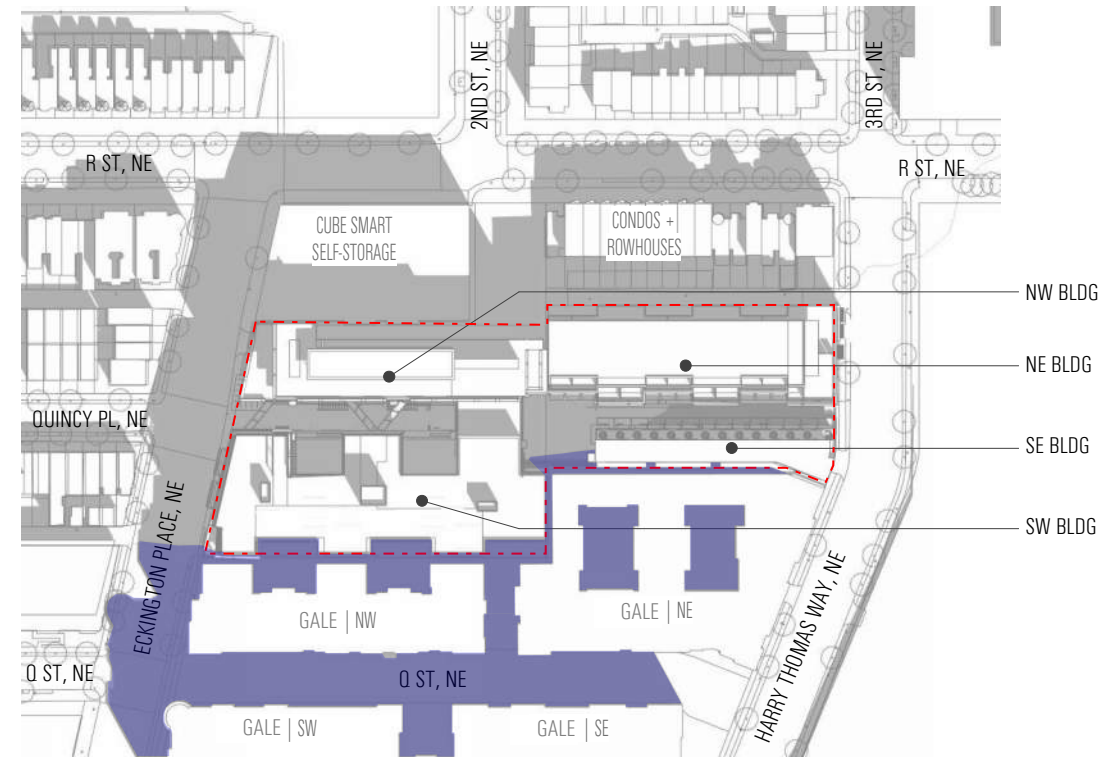 2ND ST, NE
3RD ST, NE
R ST, NE
R ST, NE
CUBE SMART
SELF-STORAGE
CONDOS +
ROWHOUSES
NW BLDG
NE BLDG
QUINCY PL, NE
SE BLDG
SW BLDG
ECKINGTON PLACE, NE
GALE | NW
GALE | NE
HARRY THOMAS WAY, NE
Q ST, NE
Q ST, NE
GALE | SW
GALE | SE